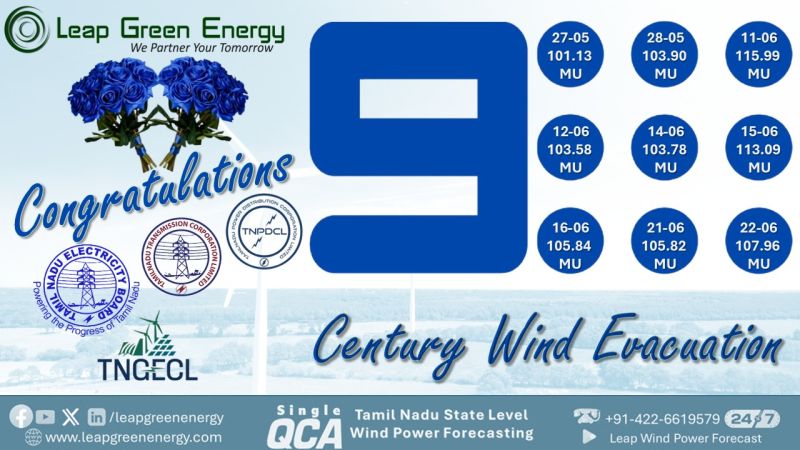 Leap Green Energy
We Partner Your Tomorrow
Congratulations
TAMIL NADU ELECTRICITY BOARD
Powering the Progress of Tamil Nadu
TAMILNADU TRANSMISSION CORPORATION LIMITED
TAMILNADU POWER DISTRIBUTION CORPORATION LIMITED
TNPDCL
TNGECL
9
27-05
101.13
MU
28-05
103.90
MU
11-06
115.99
MU
12-06
103.58
MU
14-06
103.78
MU
15-06
113.09
MU
16-06
105.84
MU
21-06
105.82
MU
22-06
107.96
MU
Century Wind Evacuation
/leapgreenenergy
www.leapgreenenergy.com
Single
QCA
Tamil Nadu State Level
Wind Power Forecasting
+91-422-6619579 24/7
Leap Wind Power Forecast